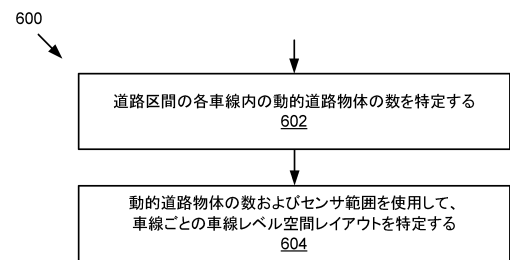 600
道路区間の各車線内の動的道路物体の数を特定する
602
動的道路物体の数およびセンサ範囲を使用して、
車線ごとの車線レベル空間レイアウトを特定する
604